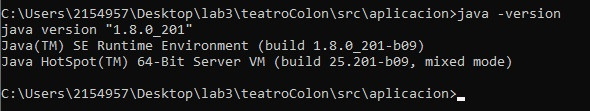 C:\Users\2154957\Desktop\lab3\teatroColon\src\aplicacion>java -version
java version "1.8.0_201"
Java(TM) SE Runtime Environment (build 1.8.0_201-b09)
Java HotSpot(TM) 64-Bit Server VM (build 25.201-b09, mixed mode)
C:\Users\2154957\Desktop\lab3\teatroColon\src\aplicacion>